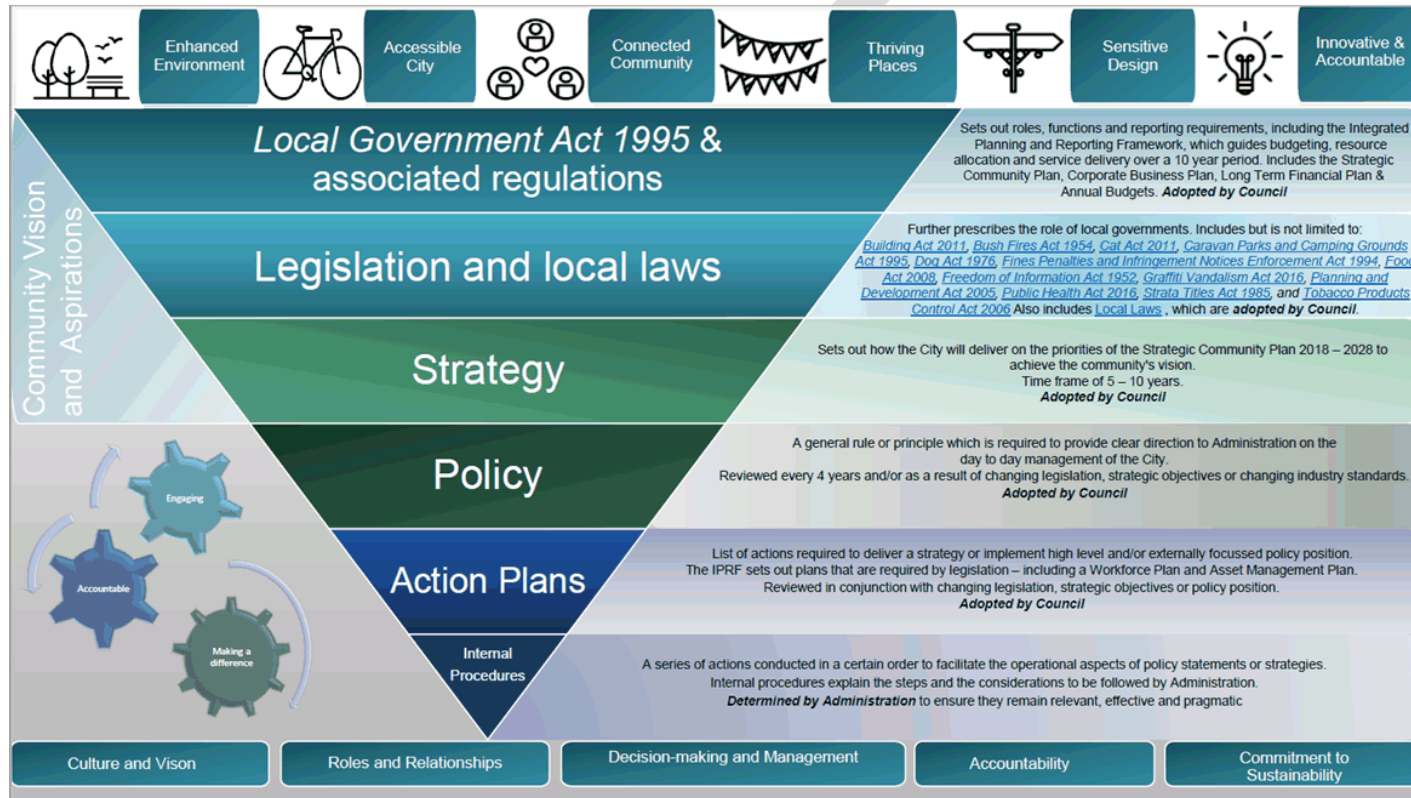 Enhanced
Environment
Accessible
City
Connected
Community
Thriving
Places
Sensitive
Design
Innovative &
Accountable
Community Vision
and Aspirations
Local Government Act 1995 &
associated regulations
Sets out roles, functions and reporting requirements, including the Integrated
Planning and Reporting Framework, which guides budgeting, resource
allocation and service delivery over a 10 year period. Includes the Strategic
Community Plan, Corporate Business Plan, Long Term Financial Plan &
Annual Budgets. Adopted by Council
Legislation and local laws
Further prescribes the role of local governments. Includes but is not limited to:
Building Act 2011, Bush Fires Act 1954, Cat Act 2011, Caravan Parks and Camping Grounds
Act 1995, Dog Act 1976, Fines Penalties and Infringement Notices Enforcement Act 1994, Food
Act 2008, Freedom of Information Act 1952, Graffiti Vandalism Act 2016, Planning and
Development Act 2005, Public Health Act 2016, Strata Titles Act 1985, and Tobacco Products
Control Act 2006 Also includes Local Laws , which are adopted by Council.
Strategy
Sets out how the City will deliver on the priorities of the Strategic Community Plan 2018 – 2028 to
achieve the community's vision.
Time frame of 5 – 10 years.
Adopted by Council
Policy
A general rule or principle which is required to provide clear direction to Administration on the
day to day management of the City.
Reviewed every 4 years and/or as a result of changing legislation, strategic objectives or changing industry standards.
Adopted by Council
Engaging
Accountable
Making a
difference
Action Plans
List of actions required to deliver a strategy or implement high level and/or externally focussed policy position.
The IPRF sets out plans that are required by legislation – including a Workforce Plan and Asset Management Plan.
Reviewed in conjunction with changing legislation, strategic objectives or policy position.
Adopted by Council
Internal
Procedures
A series of actions conducted in a certain order to facilitate the operational aspects of policy statements or strategies.
Internal procedures explain the steps and the considerations to be followed by Administration.
Determined by Administration to ensure they remain relevant, effective and pragmatic
Culture and Vison
Roles and Relationships
Decision-making and Management
Accountability
Commitment to
Sustainability